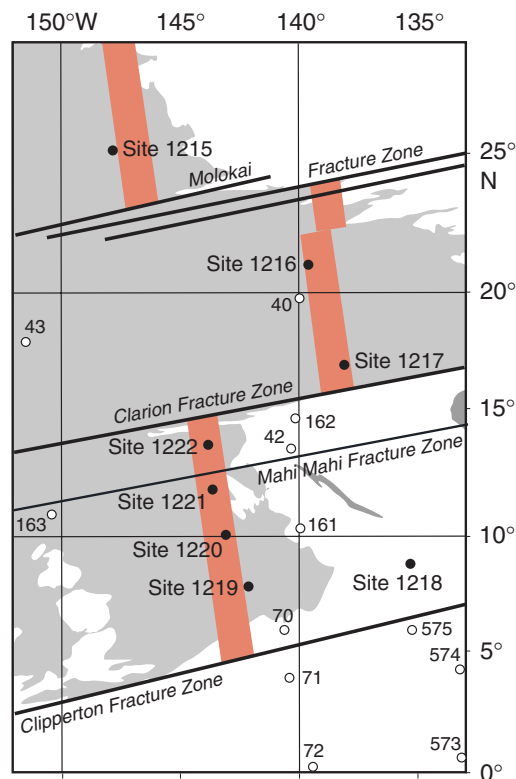 150°W 145° 140° 135°
Site 1215
Molokai Fracture Zone
25°
N
Site 1216
20°
40
43
Site 1217
Clarion Fracture Zone
15°
162
Site 1222
42
Mahi Mahi Fracture Zone
Site 1221
163
161
10°
Site 1220
Site 1218
Site 1219
70
575
5°
574
71
Clipperton Fracture Zone
573
72
0°